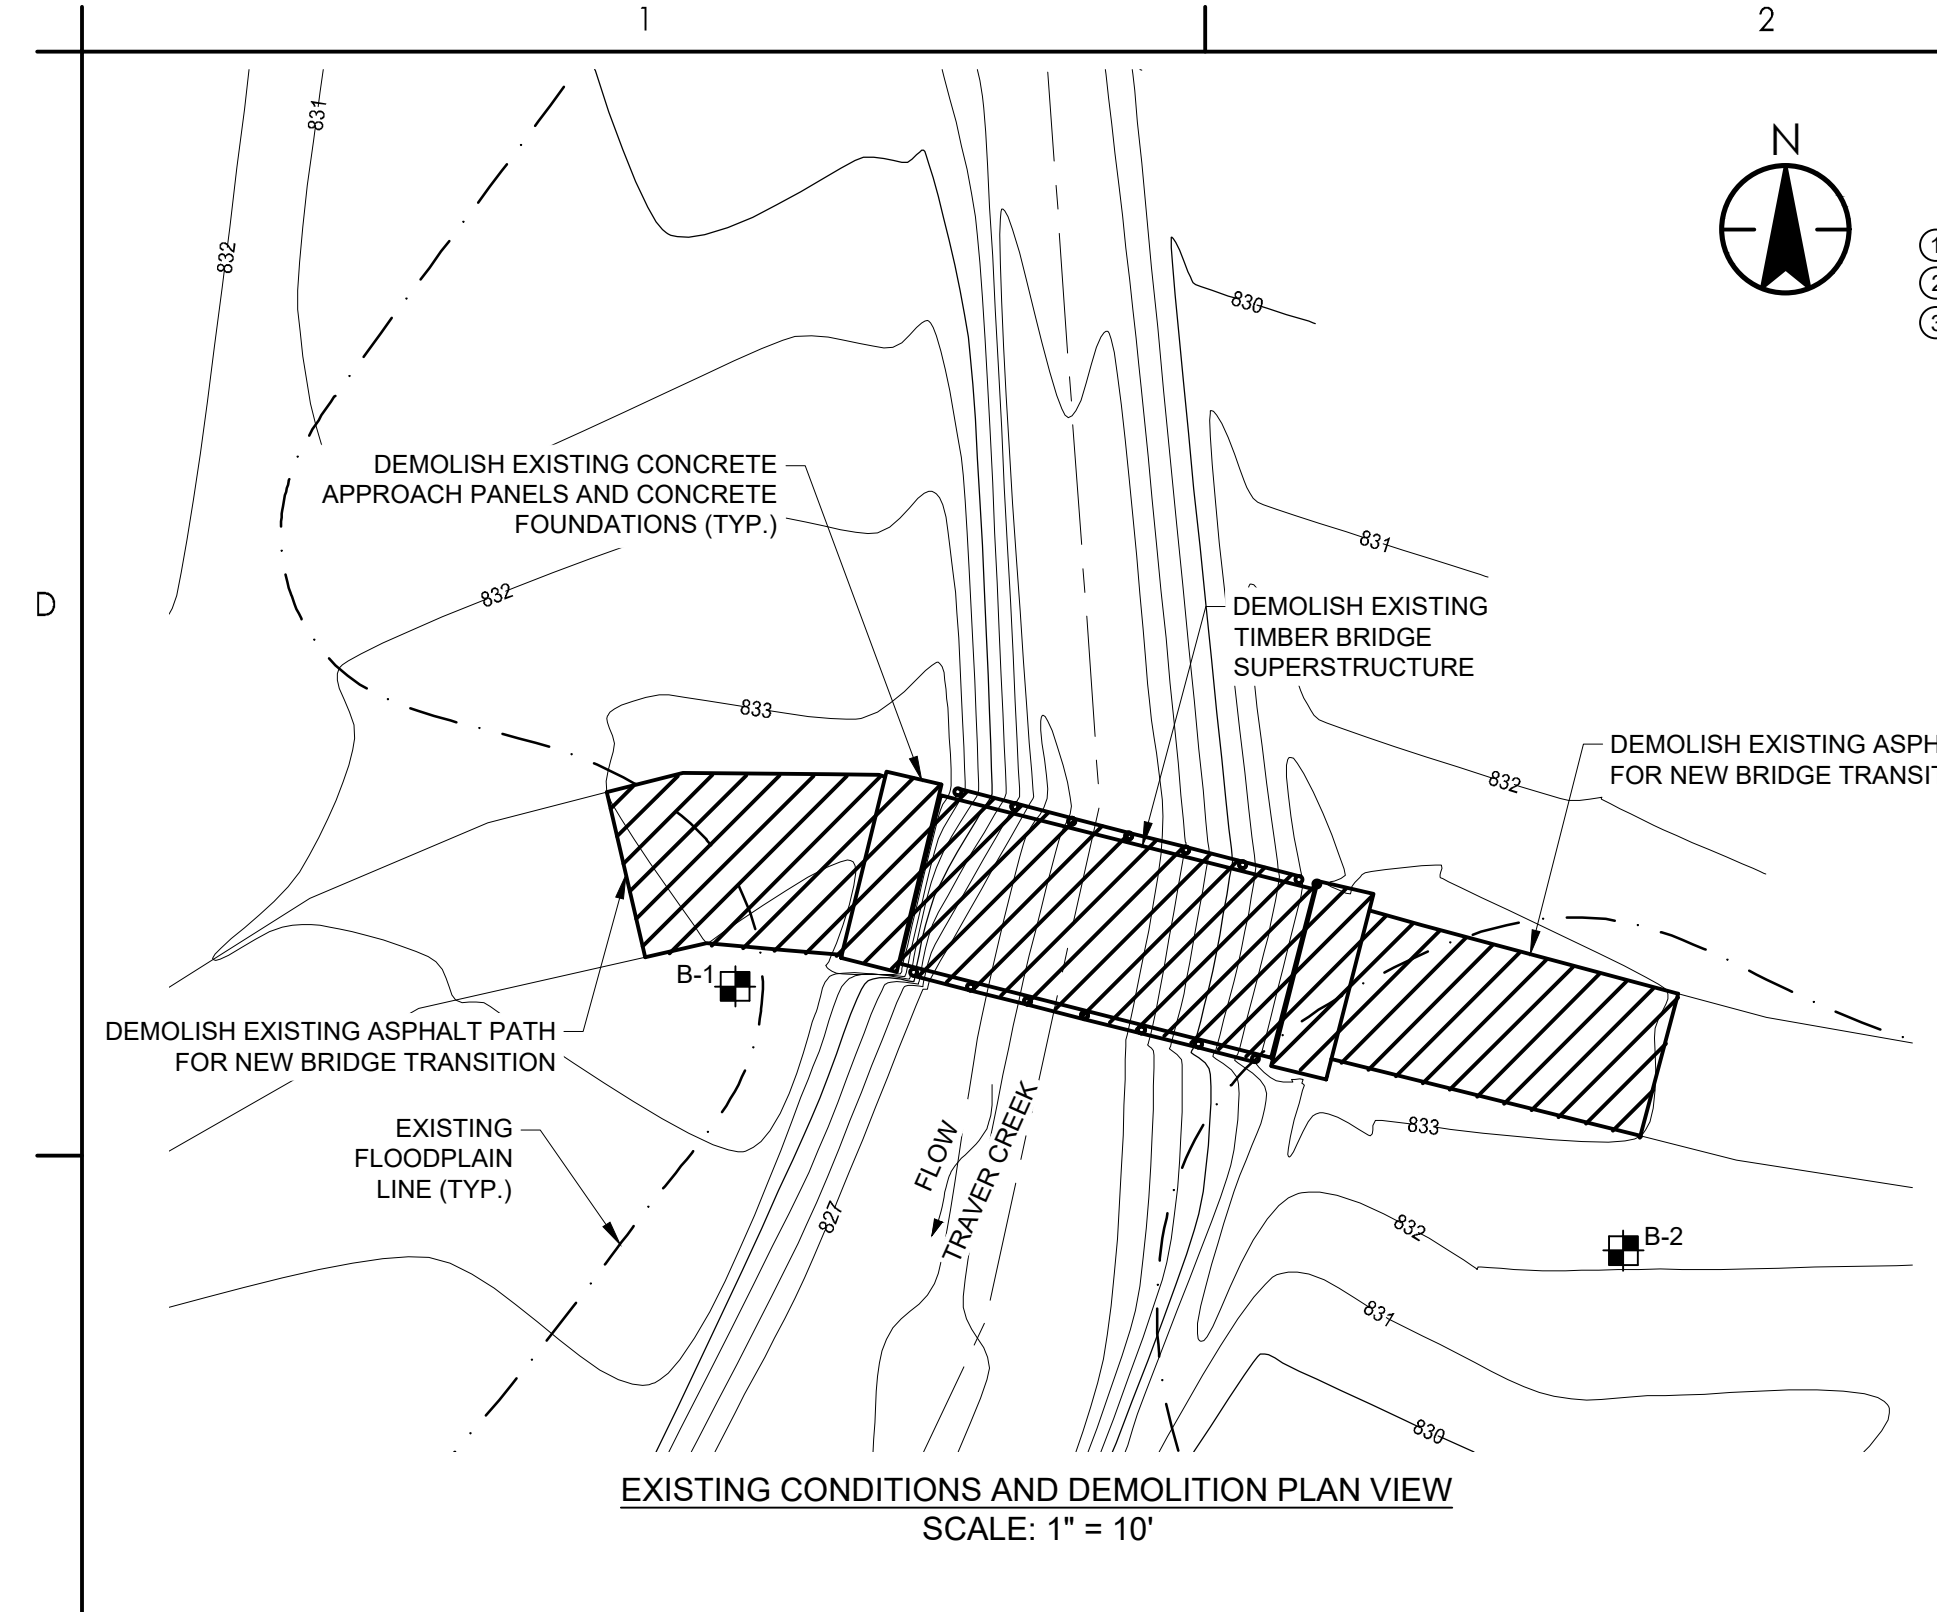 1
2
N
831
832
830
1
2
3
DEMOLISH EXISTING CONCRETE
APPROACH PANELS AND CONCRETE
FOUNDATIONS (TYP.)
831
832
D
DEMOLISH EXISTING
TIMBER BRIDGE
SUPERSTRUCTURE
833
832
DEMOLISH EXISTING ASPH
FOR NEW BRIDGE TRANSIT
B-1
DEMOLISH EXISTING ASPHALT PATH
FOR NEW BRIDGE TRANSITION
EXISTING
FLOODPLAIN
LINE (TYP.)
FLOW
TRAVER CREEK
827
833
832
B-2
831
830
EXISTING CONDITIONS AND DEMOLITION PLAN VIEW
SCALE: 1" = 10'